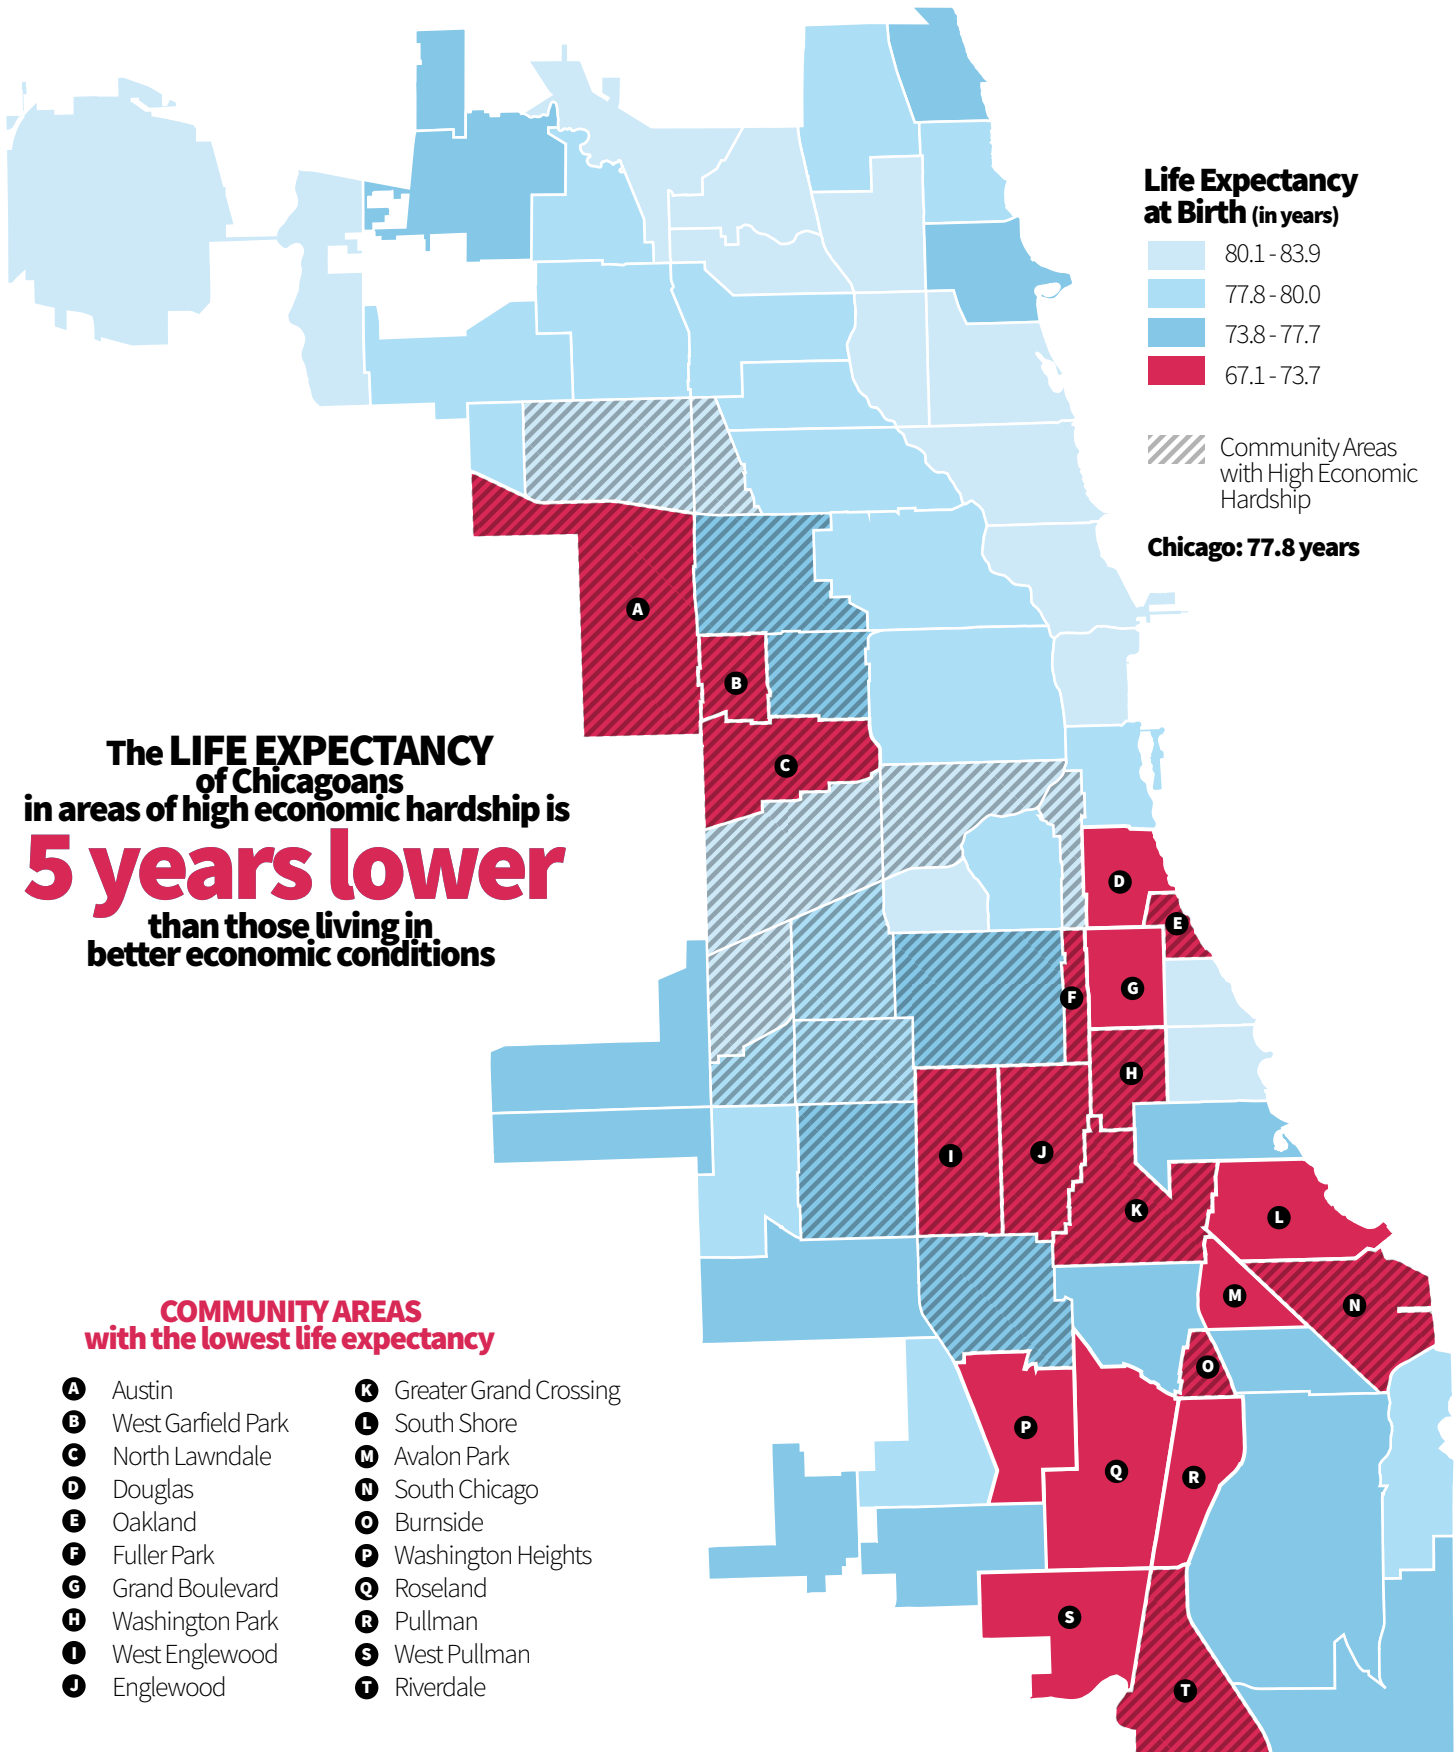 Life Expectancy
at Birth (in years)
80.1 - 83.9
77.8 - 80.0
73.8 - 77.7
67.1 - 73.7
Community Areas
with High Economic
Hardship
Chicago: 77.8 years
The LIFE EXPECTANCY
of Chicagoans
in areas of high economic hardship is
5 years lower
than those living in
better economic conditions
A
B
C
D
E
F
G
H
I
J
K
L
M
N
O
P
Q
R
S
T
COMMUNITY AREAS
with the lowest life expectancy
A Austin
B West Garfield Park
C North Lawndale
D Douglas
E Oakland
F Fuller Park
G Grand Boulevard
H Washington Park
I West Englewood
J Englewood
K Greater Grand Crossing
L South Shore
M Avalon Park
N South Chicago
O Burnside
P Washington Heights
Q Roseland
R Pullman
S West Pullman
T Riverdale